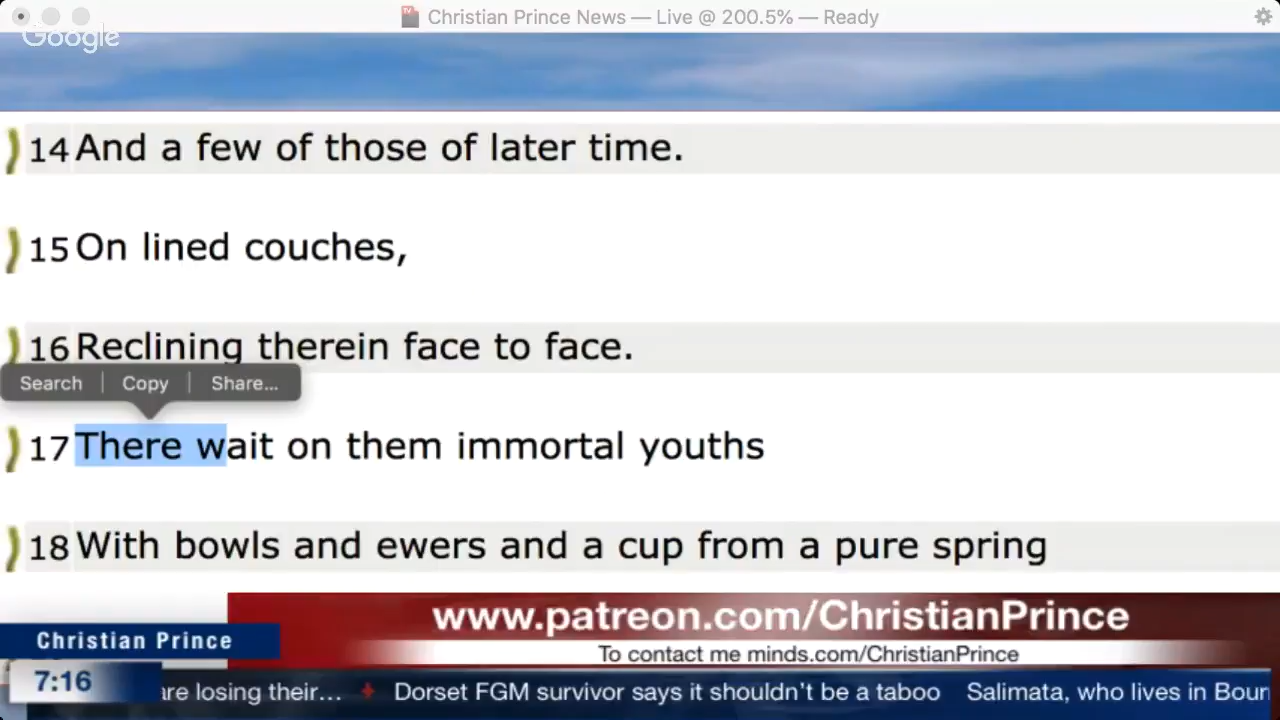 Christian Prince News — Live @ 200.5% — Ready
Google
14 And a few of those of later time.
15 On lined couches,
16 Reclining therein face to face.
Search Copy Share...
17 There wait on them immortal youths
18 With bowls and ewers and a cup from a pure spring
www.patreon.com/ChristianPrince
Christian Prince
To contact me minds.com/ChristianPrince
7:16
are losing their... Dorset FGM survivor says it shouldn't be a taboo Salimata, who lives in Bour